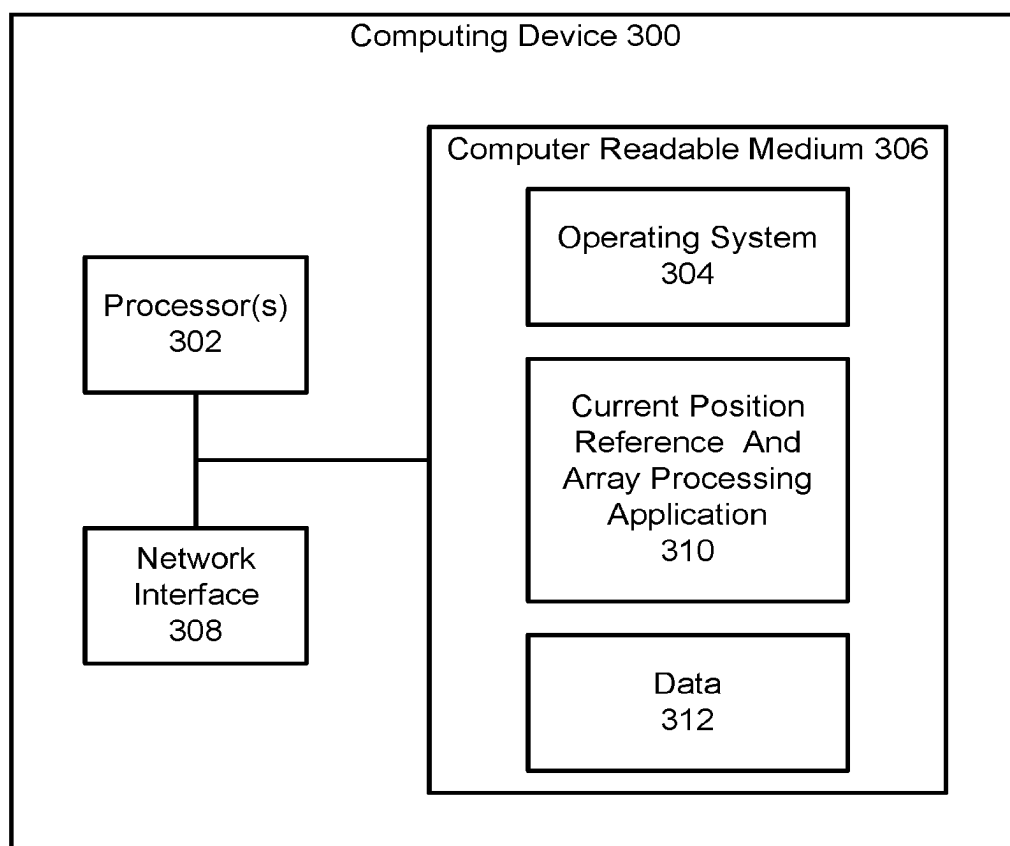 Computing Device 300
Computer Readable Medium 306
Operating System
304
Processor(s)
302
Current Position
Reference And
Array Processing
Application
310
Network
Interface
308
Data
312